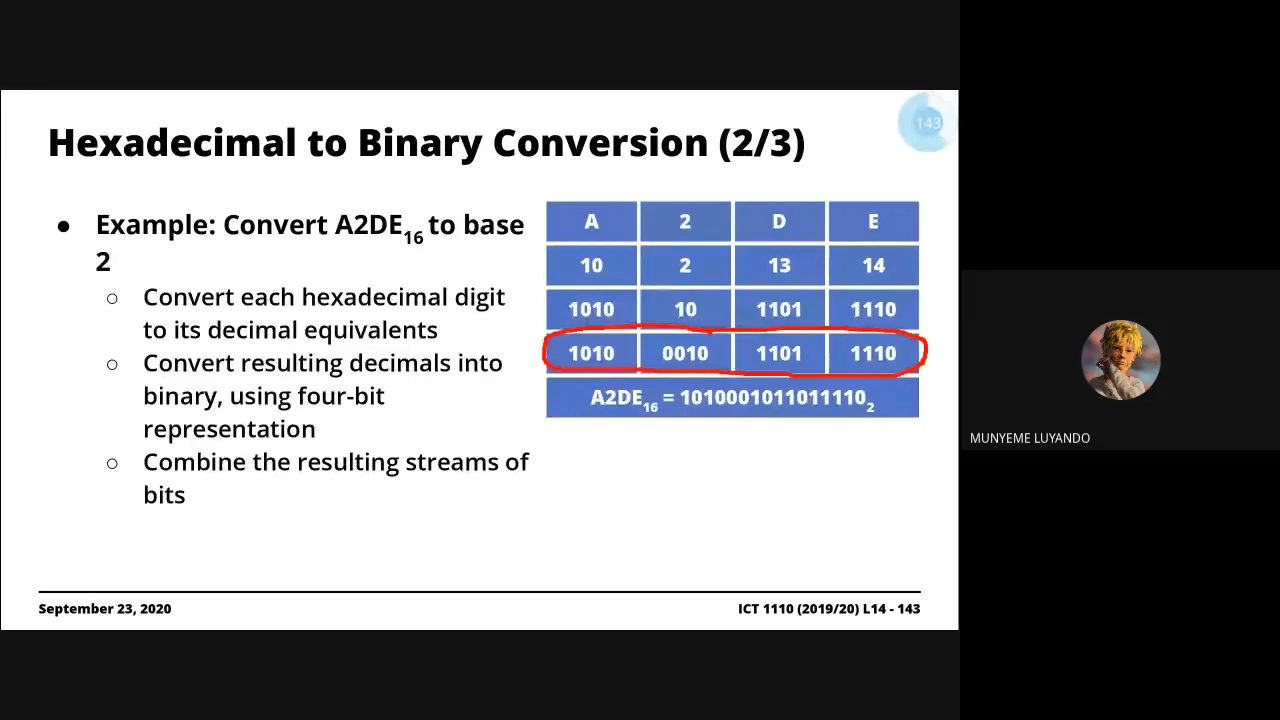 143
Hexadecimal to Binary Conversion (2/3)
● Example: Convert A2DE16 to base
2
○ Convert each hexadecimal digit
to its decimal equivalents
○ Convert resulting decimals into
binary, using four-bit
representation
○ Combine the resulting streams of
bits
A 2 D E
10 2 13 14
1010 10 1101 1110
1010 0010 1101 1110
A2DE16 = 10100010110111102
September 23, 2020
ICT 1110 (2019/20) L14 - 143
MUNYEME LUYANDO